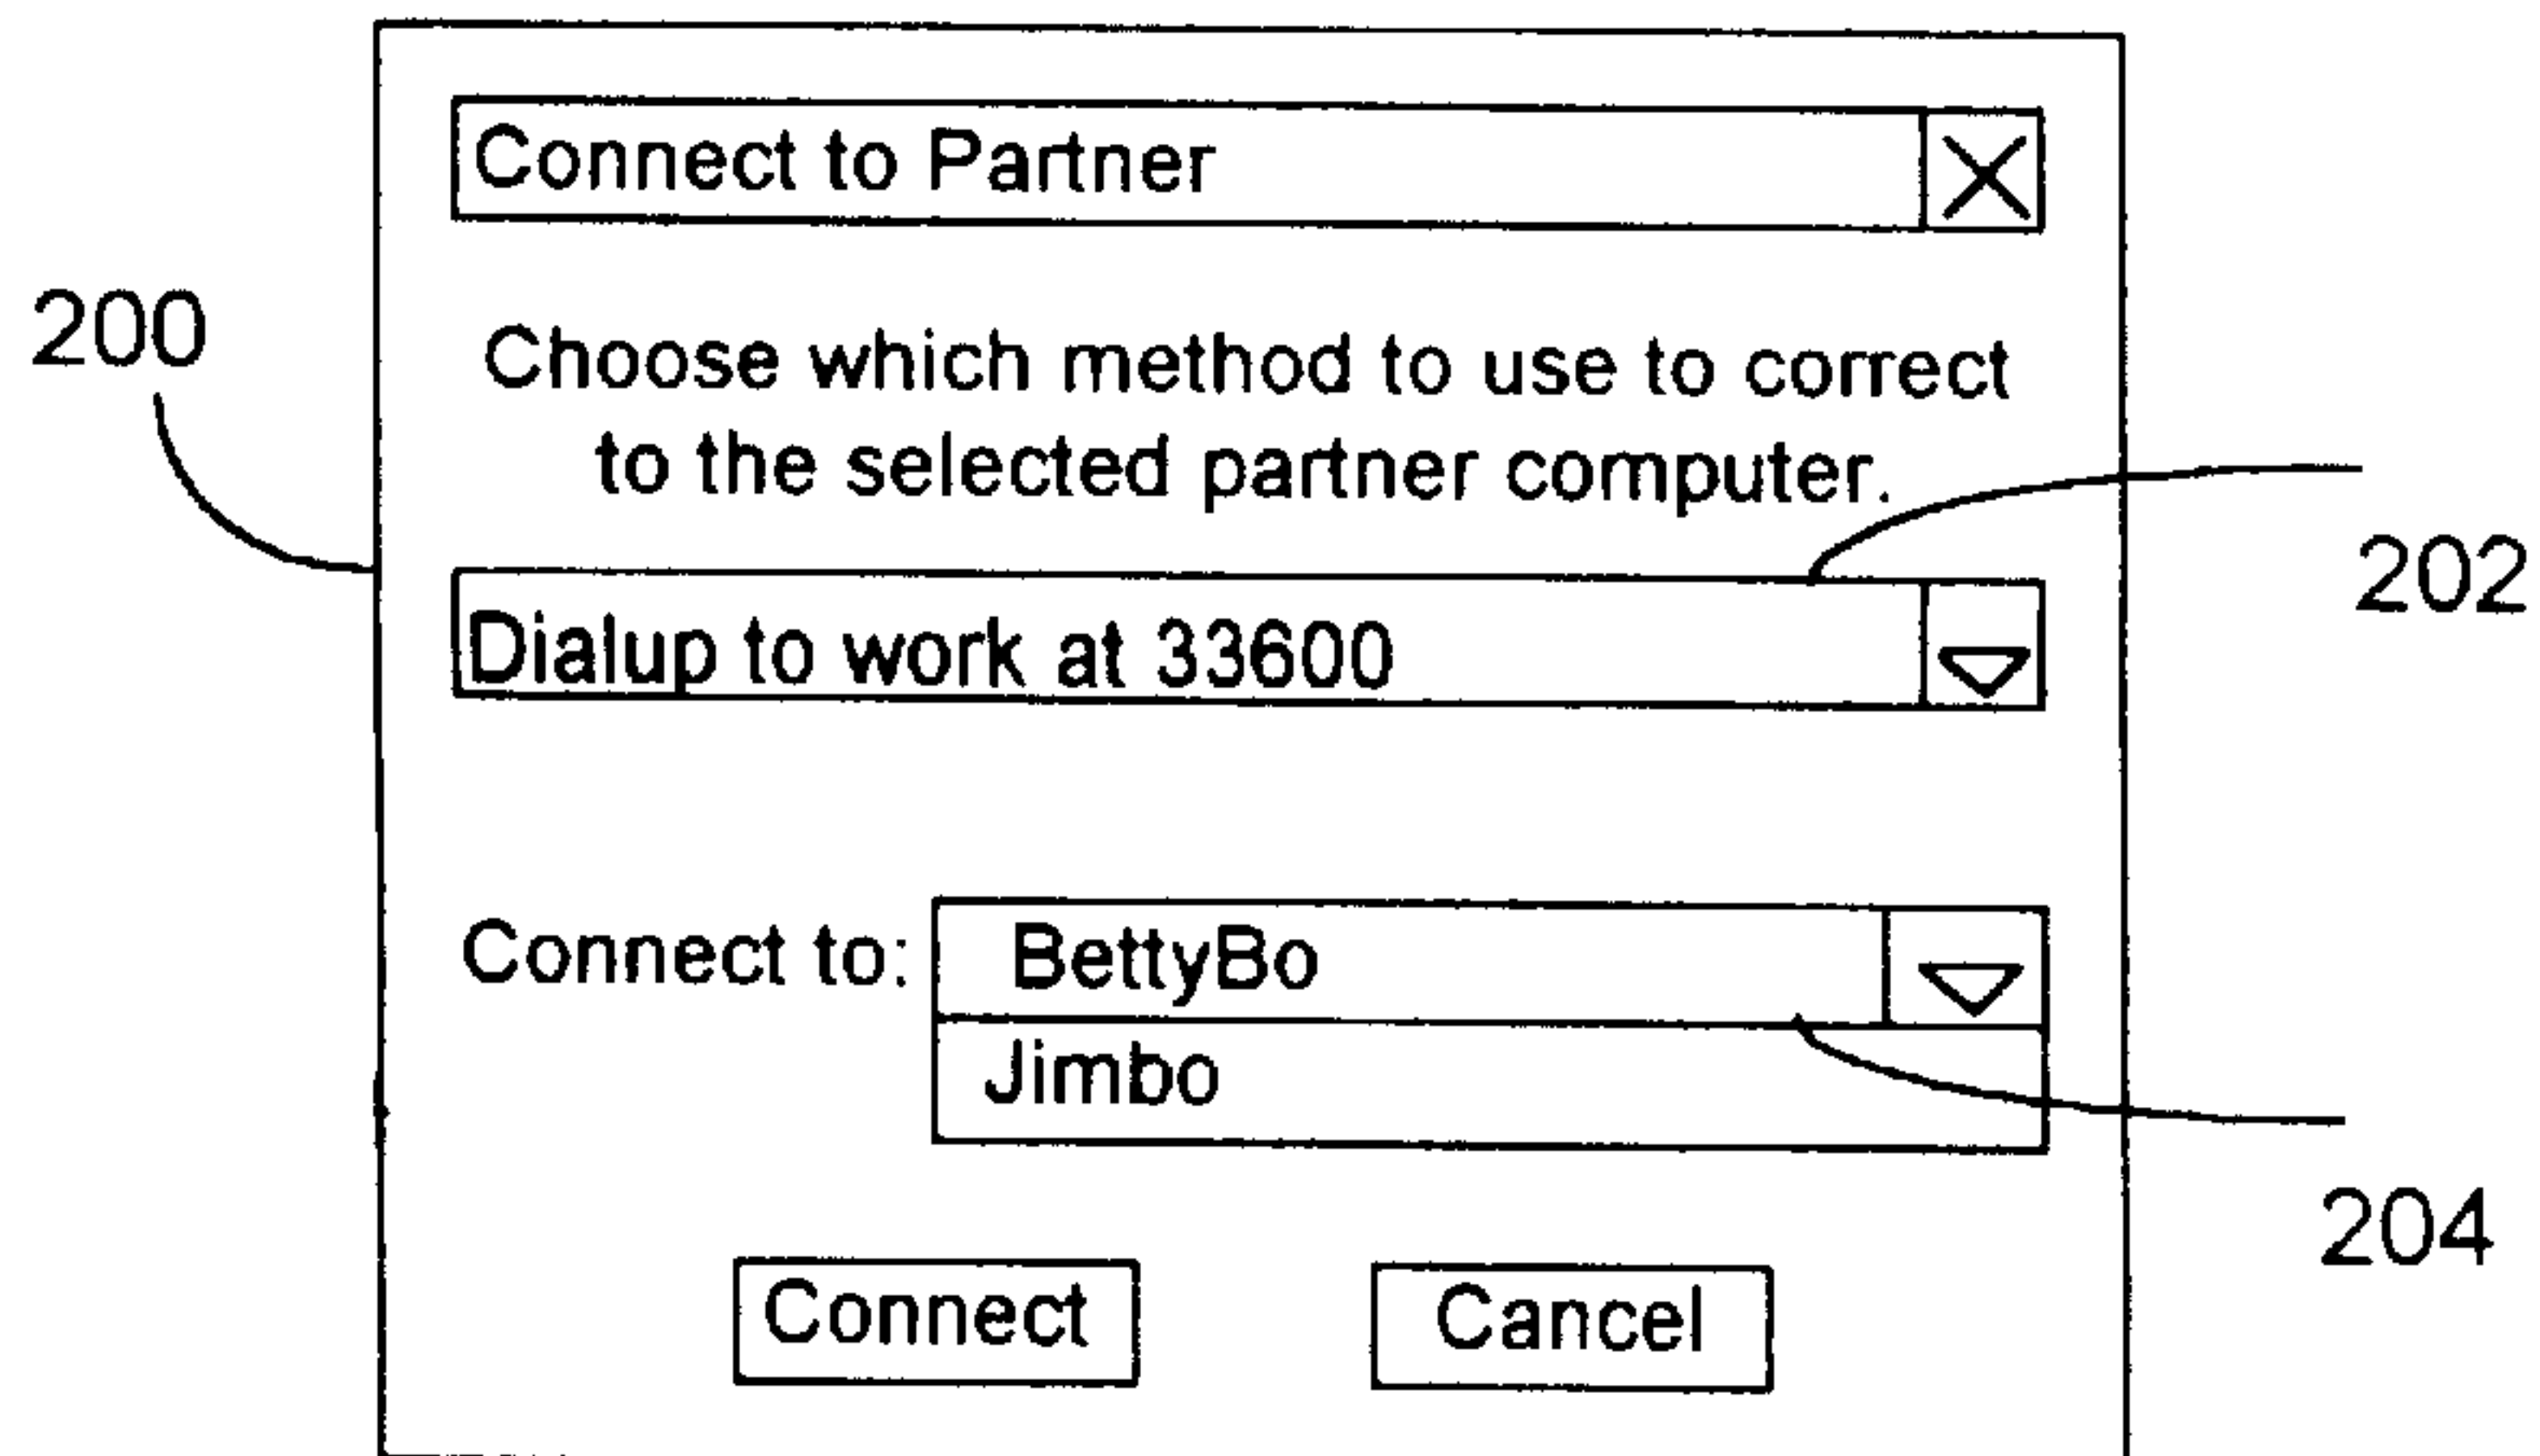 Connect to Partner
200
Choose which method to use to correct
to the selected partner computer.
202
Dialup to work at 33600
Connect to: BettyBo
Jimbo
204
Connect Cancel